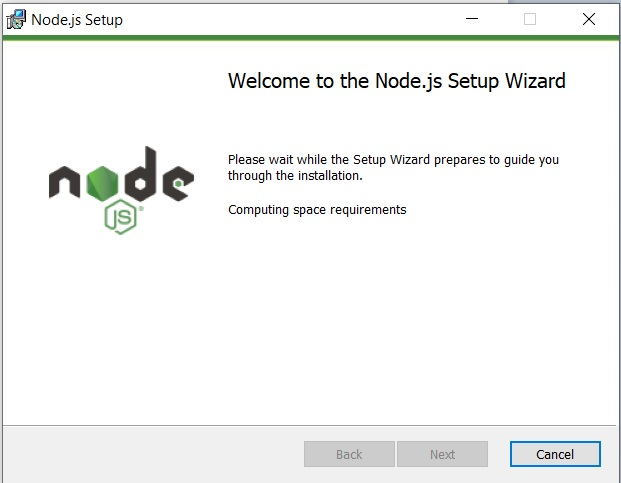 Node.js Setup
Welcome to the Node.js Setup Wizard
node
JS®
Please wait while the Setup Wizard prepares to guide you
through the installation.
Computing space requirements
Back
Next
Cancel